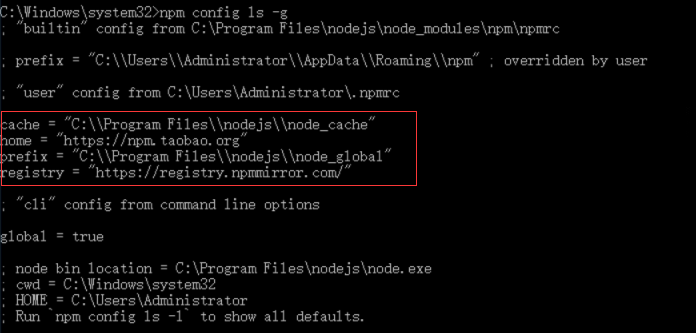 C:\Windows\system32>npm config ls -g
; "builtin" config from C:\Program Files\nodejs\node_modules\npm\npmrc
; prefix = "C:\\Users\\Administrator\\AppData\\Roaming\\npm" ; overridden by user
; "user" config from C:\Users\Administrator\.npmrc
cache = "C:\\Program Files\\nodejs\\node_cache"
home = "https://npm.taobao.org"
prefix = "C:\\Program Files\\nodejs\\node_global"
registry = "https://registry.npmmirror.com/"
; "cli" config from command line options
global = true
; node bin location = C:\Program Files\nodejs\node.exe
; cwd = C:\Windows\system32
; HOME = C:\Users\Administrator
; Run `npm config ls -l` to show all defaults.